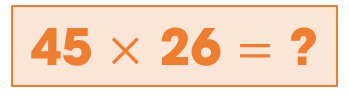 45 × 26 = ?